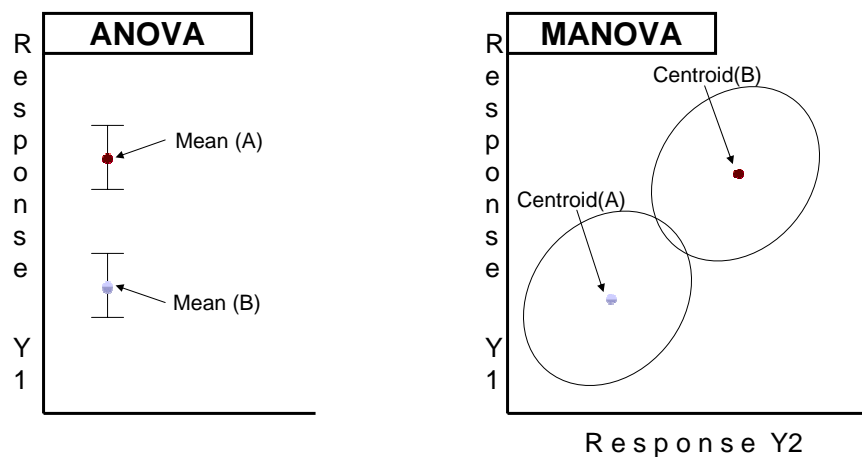 ANOVA
Response Y1
Mean (A)
Mean (B)
MANOVA
Response Y1
Centroid(B)
Centroid(A)
Response Y2